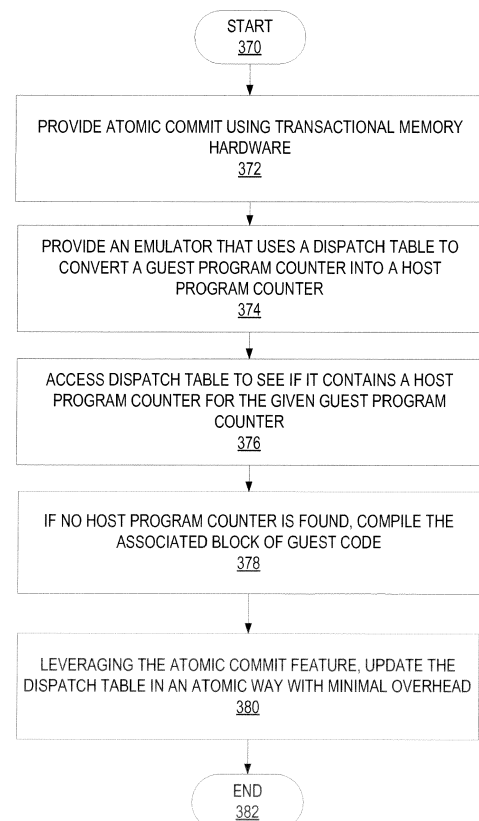 START
370
PROVIDE ATOMIC COMMIT USING TRANSACTIONAL MEMORY
HARDWARE
372
PROVIDE AN EMULATOR THAT USES A DISPATCH TABLE TO
CONVERT A GUEST PROGRAM COUNTER INTO A HOST
PROGRAM COUNTER
374
ACCESS DISPATCH TABLE TO SEE IF IT CONTAINS A HOST
PROGRAM COUNTER FOR THE GIVEN GUEST PROGRAM
COUNTER
376
IF NO HOST PROGRAM COUNTER IS FOUND, COMPILE THE
ASSOCIATED BLOCK OF GUEST CODE
378
LEVERAGING THE ATOMIC COMMIT FEATURE, UPDATE THE
DISPATCH TABLE IN AN ATOMIC WAY WITH MINIMAL OVERHEAD
380
END
382